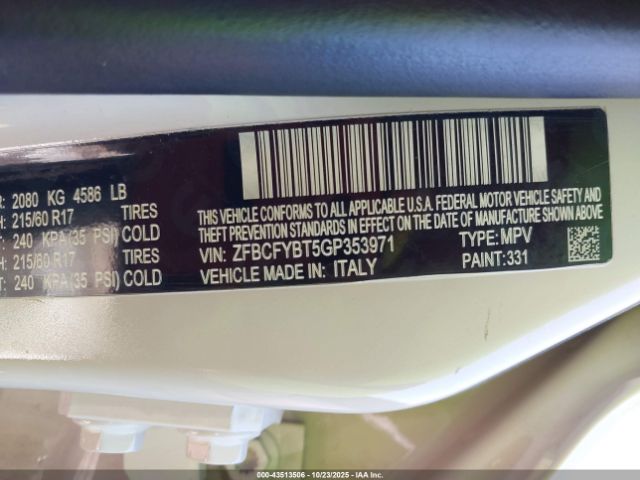 R: 2080 KG 4586 LB
H: 215/60 R17 TIRES
T: 240 KPA(35 PSI) COLD
H: 215/60 R17 TIRES
T: 240 KPA(35 PSI) COLD
THIS VEHICLE CONFORMS TO ALL APPLICABLE U.S.A. FEDERAL MOTOR VEHICLE SAFETY AND
THEFT PREVENTION STANDARDS IN EFFECT ON THE DATE OF MANUFACTURE SHOWN ABOVE.
VIN: ZFBCFYBT5GP353971 TYPE: MPV
VEHICLE MADE IN: ITALY PAINT: 331
000-43513506 - 10/23/2025 - IAA Inc.